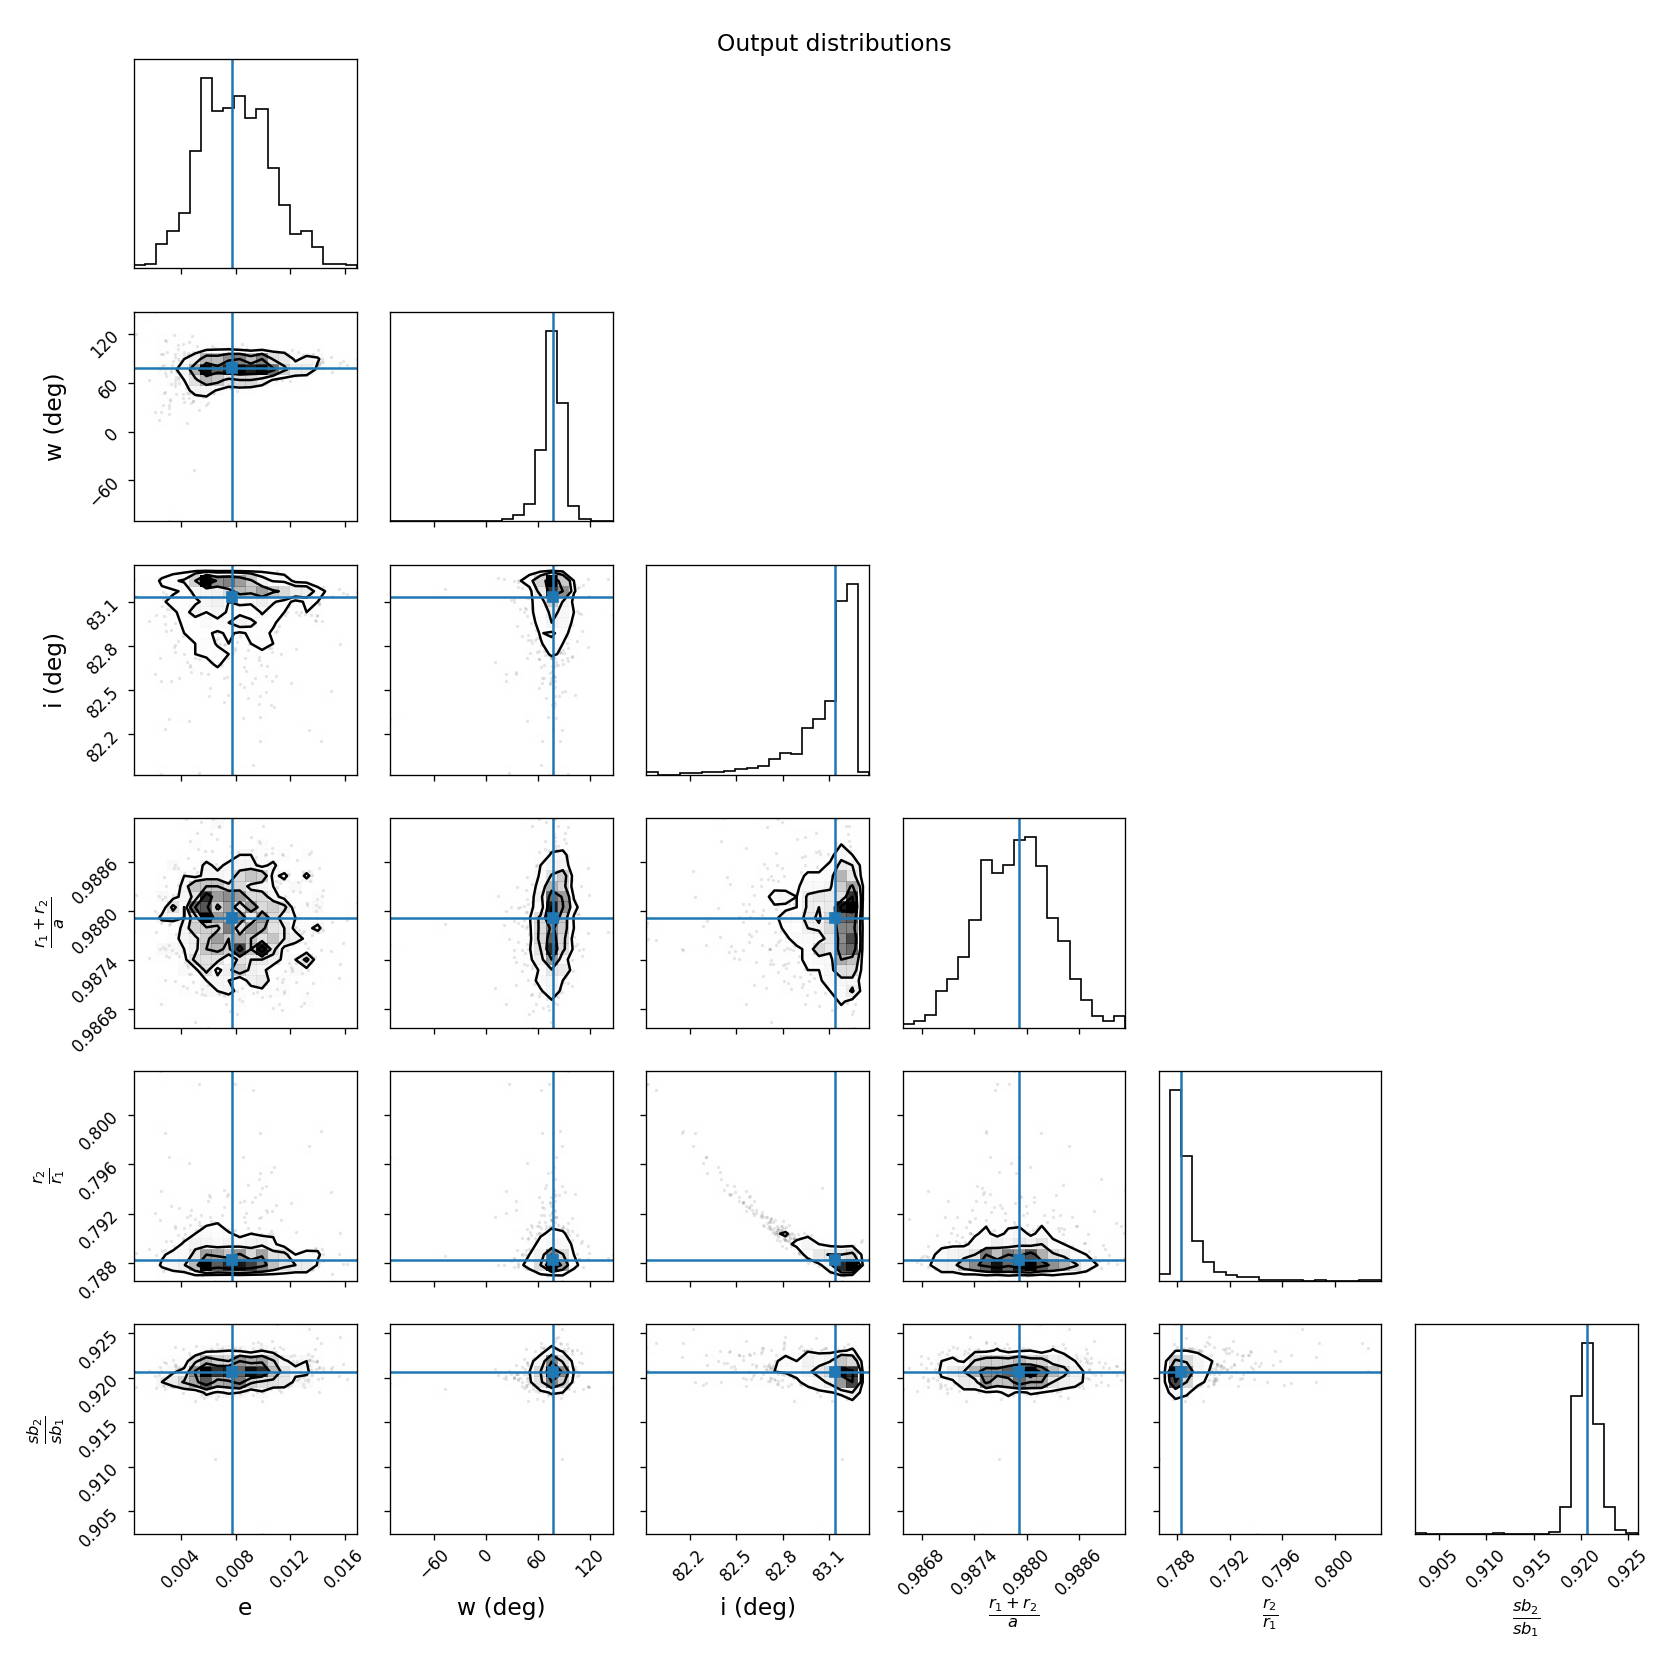 Output distributions
w (deg)
120
60
0
−60
i (deg)
83.1
82.8
82.5
82.2
r₁ + r₂
a
0.9886
0.9880
0.9874
0.9868
r₂
r₁
0.800
0.796
0.792
0.788
sb₂
sb₁
0.925
0.920
0.915
0.910
0.905
0.004 0.008 0.012 0.016 −60 0 60 120 82.2 82.5 82.8 83.1 0.9868 0.9874 0.9880 0.9886 0.788 0.792 0.796 0.800 0.905 0.910 0.915 0.920 0.925
e w (deg) i (deg) r₁ + r₂ r₂ sb₂
a r₁ sb₁